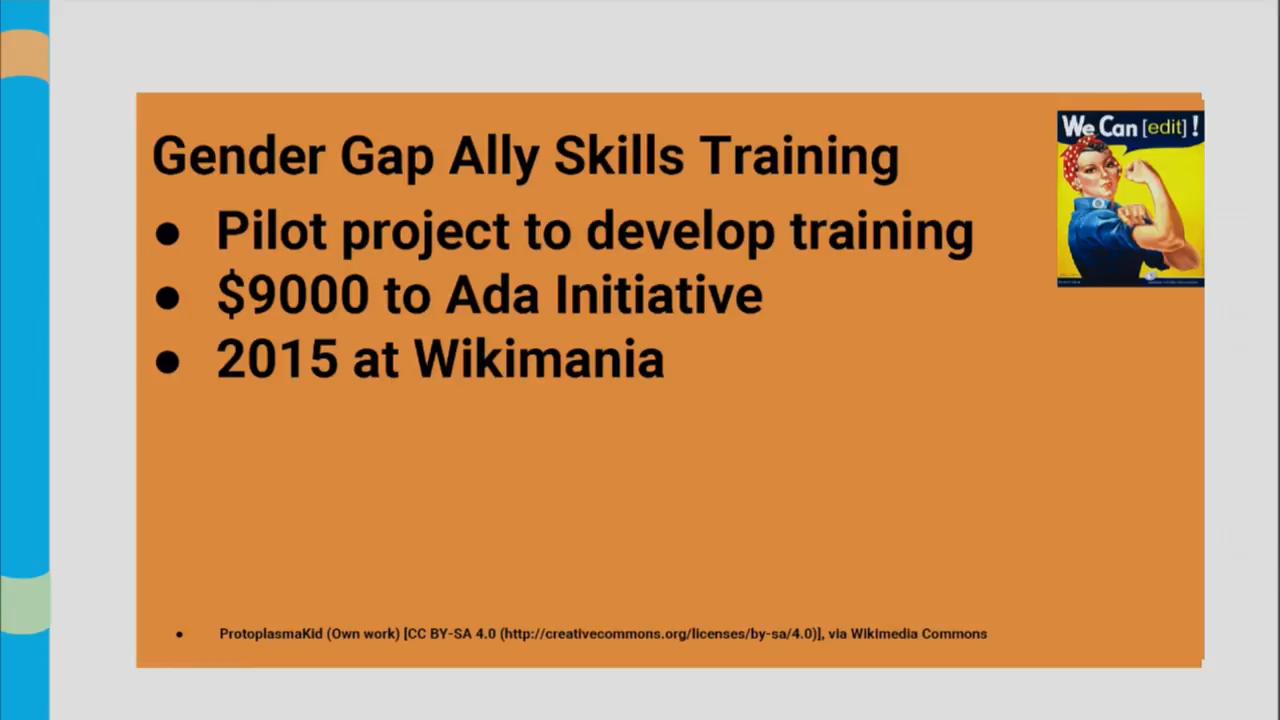 Gender Gap Ally Skills Training
We Can [edit] !
● Pilot project to develop training
● $9000 to Ada Initiative
● 2015 at Wikimania
● ProtoplasmaKid (Own work) [CC BY-SA 4.0 (http://creativecommons.org/licenses/by-sa/4.0)], via Wikimedia Commons